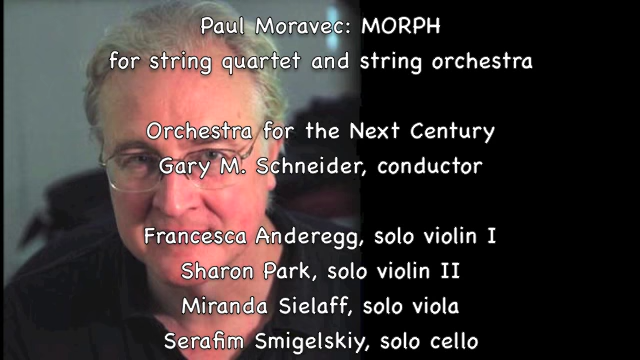 Paul Moravec: MORPH
for string quartet and string orchestra
Orchestra for the Next Century
Gary M. Schneider, conductor
Francesca Anderegg, solo violin I
Sharon Park, solo violin II
Miranda Sielaff, solo viola
Serafim Smigelskiy, solo cello